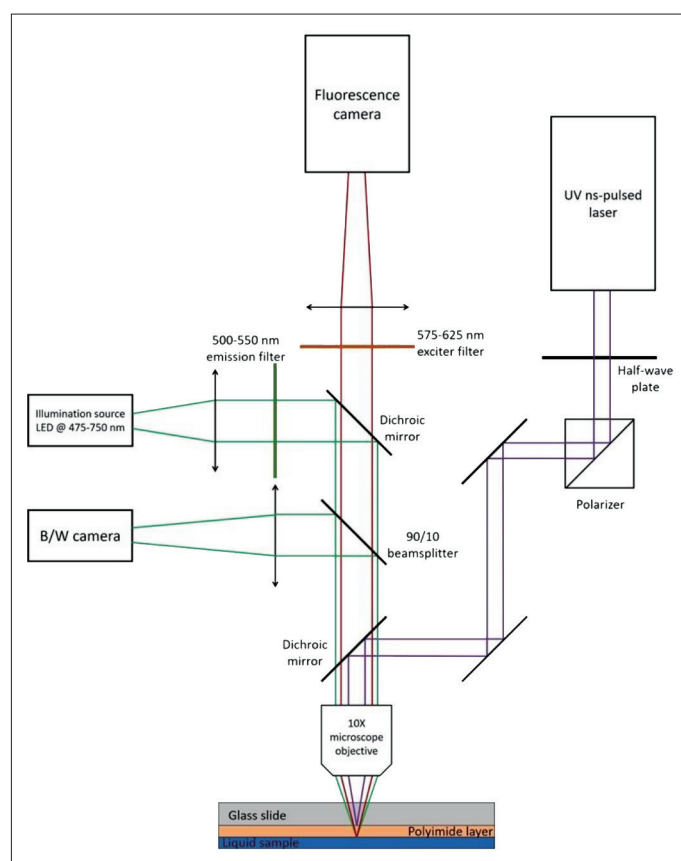 Fluorescence
camera
UV ns-pulsed
laser
500-550 nm
emission filter
575-625 nm
exciter filter
Half-wave
plate
Illumination source
LED @ 475-750 nm
Dichroic
mirror
Polarizer
B/W camera
90/10
beamsplitter
Dichroic
mirror
10X
microscope
objective
Glass slide
Polyimide layer
Liquid sample